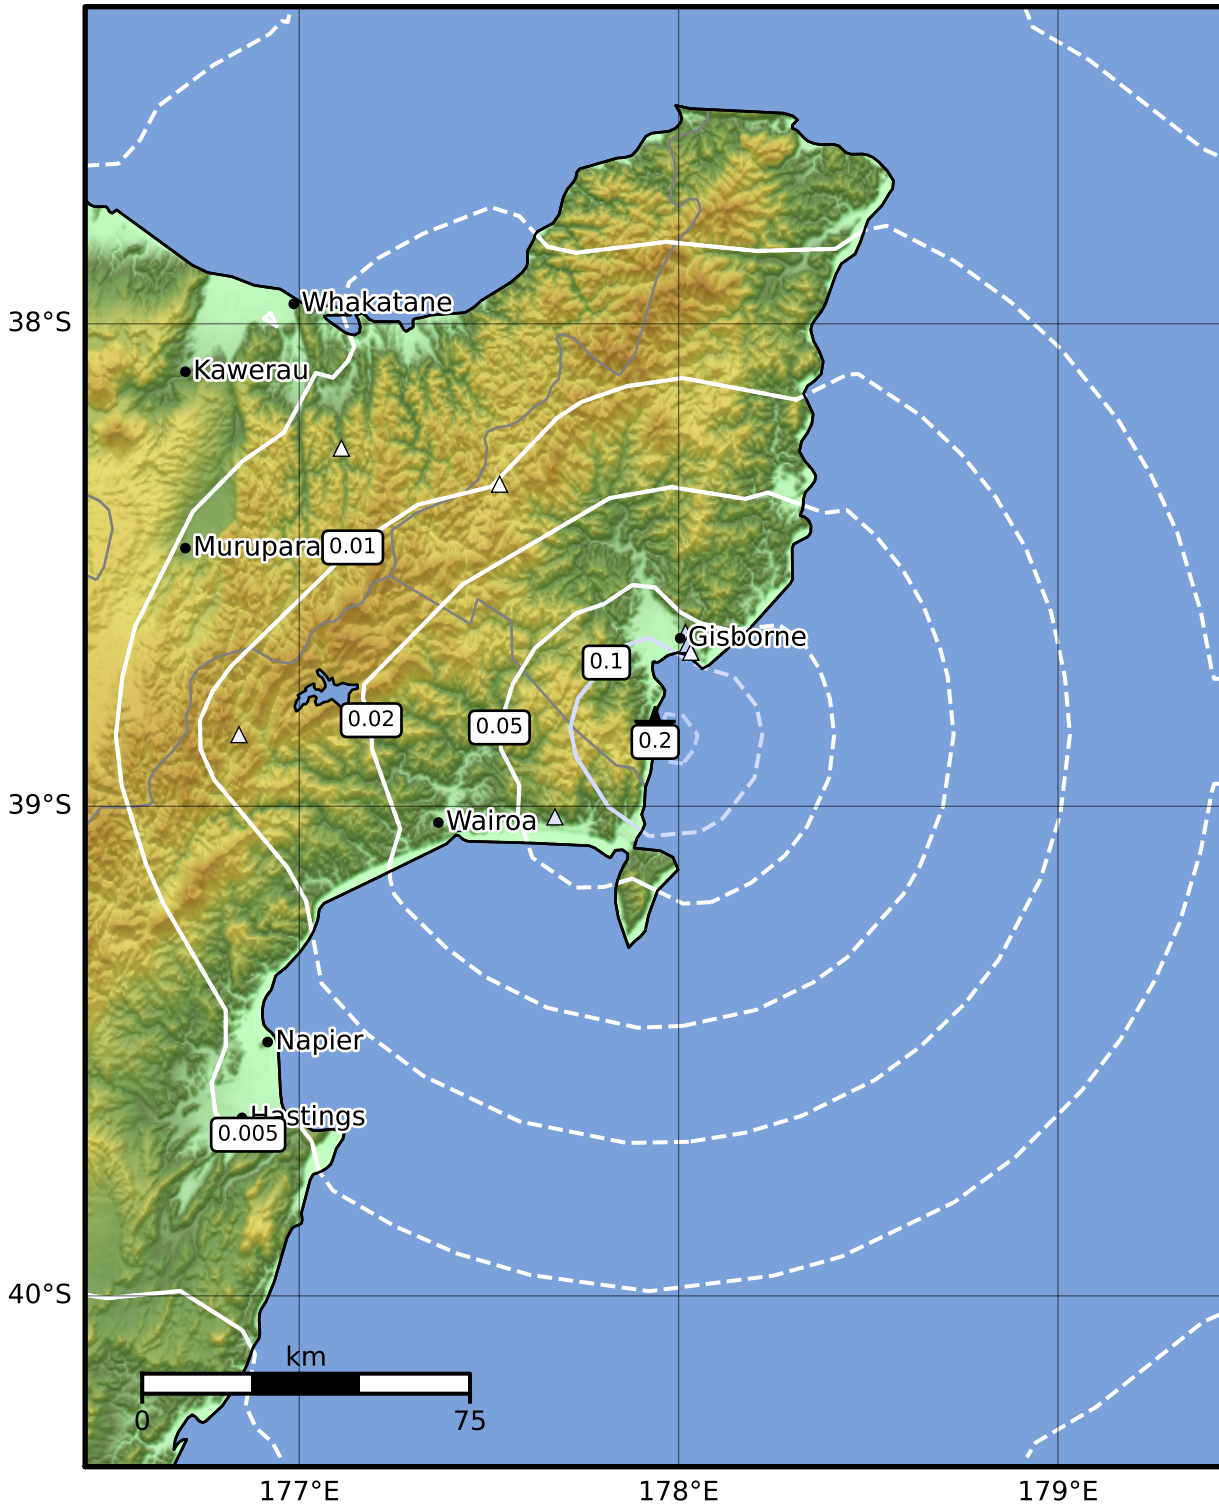 Whakatane
38°S
Kawerau
Murupara
0.01
Gisborne
0.1
0.02
0.05
0.2
39°S
Wairoa
Napier
Hastings
0.005
40°S
km
0
75
177°E
178°E
179°E